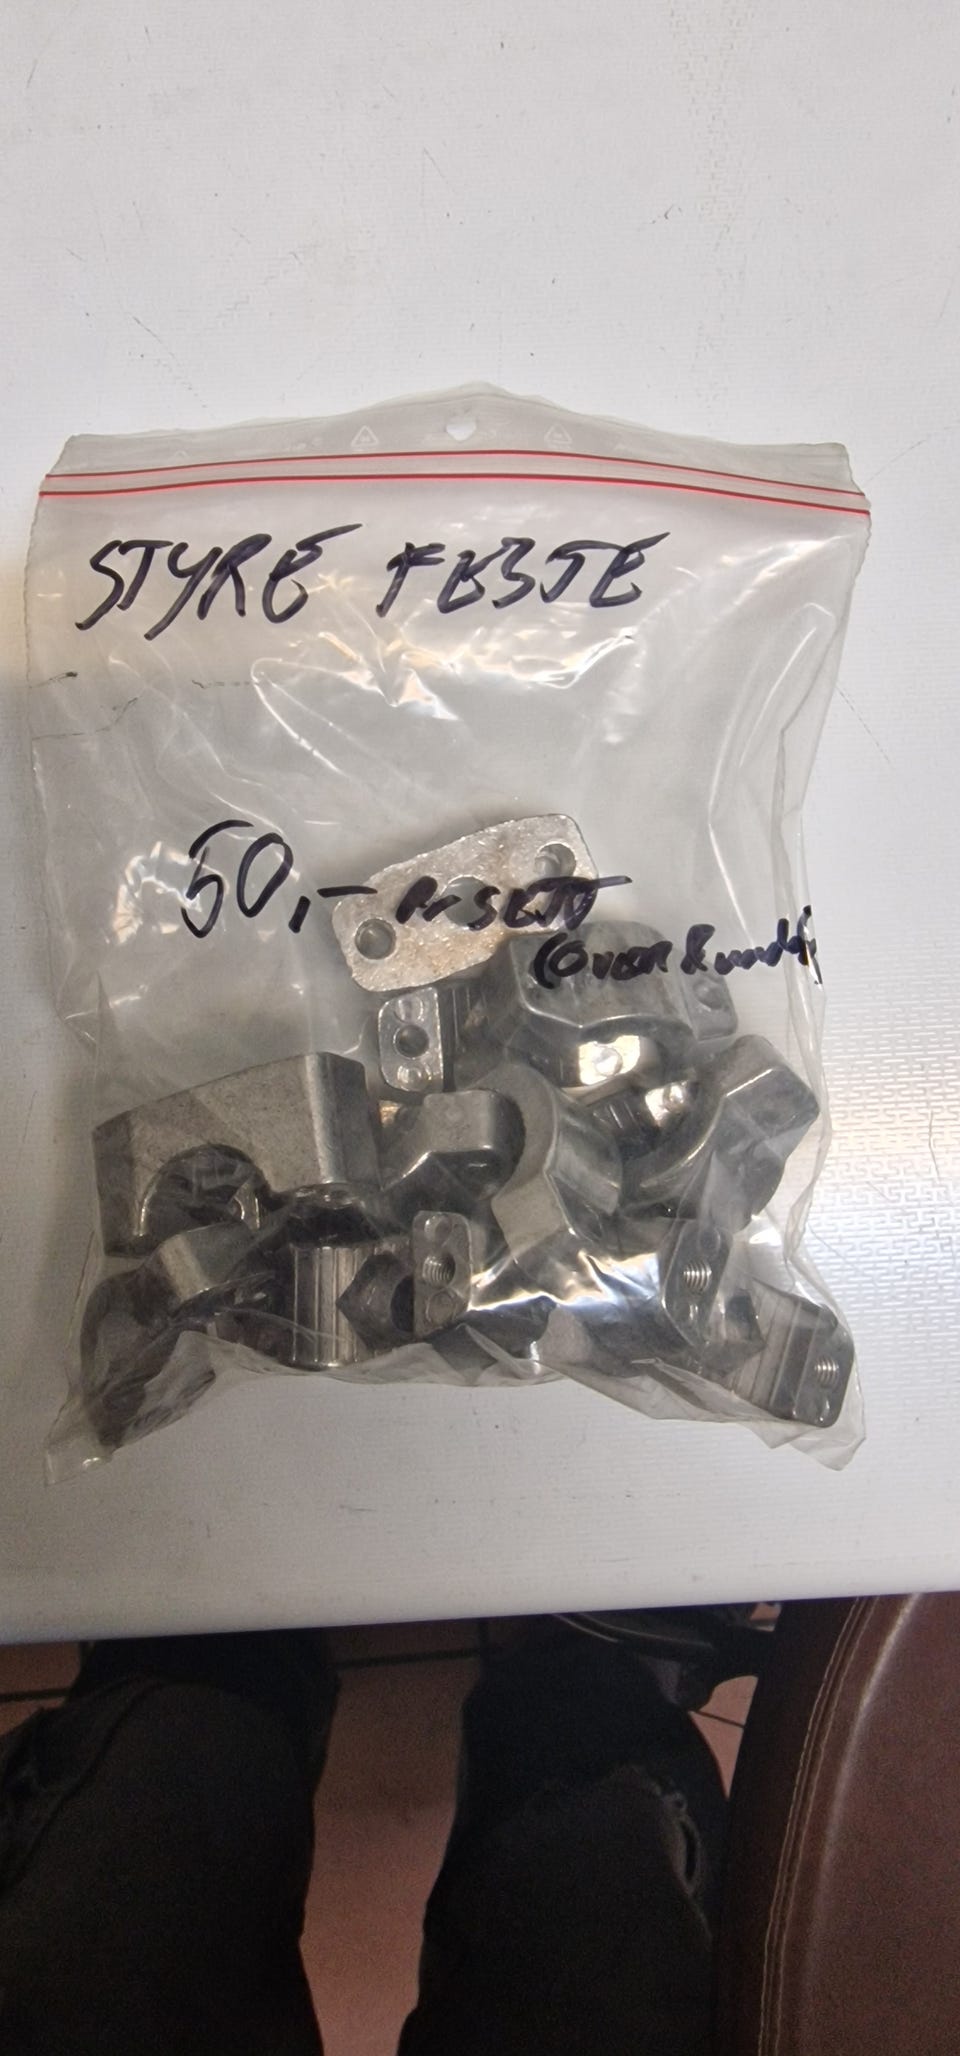 STYRE FESTE
50,- Pr SETT
(Over & under)